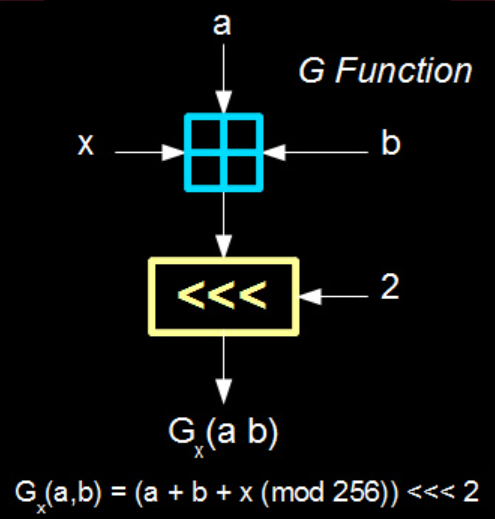 a
G Function
x
b
<<<
2
Gₓ(a b)
Gₓ(a,b) = (a + b + x (mod 256)) <<< 2